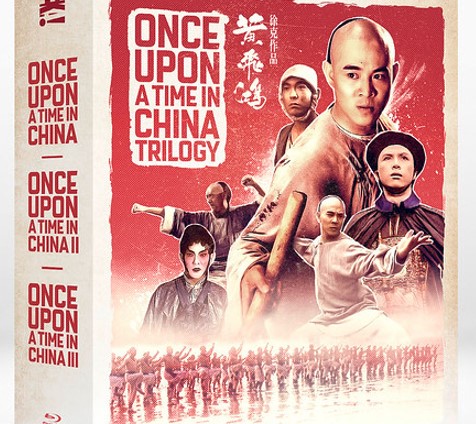 ONCE
UPON
A TIME IN
CHINA
ONCE
UPON
A TIME IN
CHINA II
ONCE
UPON
A TIME IN
CHINA III
ONCE
UPON
A TIME IN
CHINA
TRILOGY
黃飛鴻
徐克作品